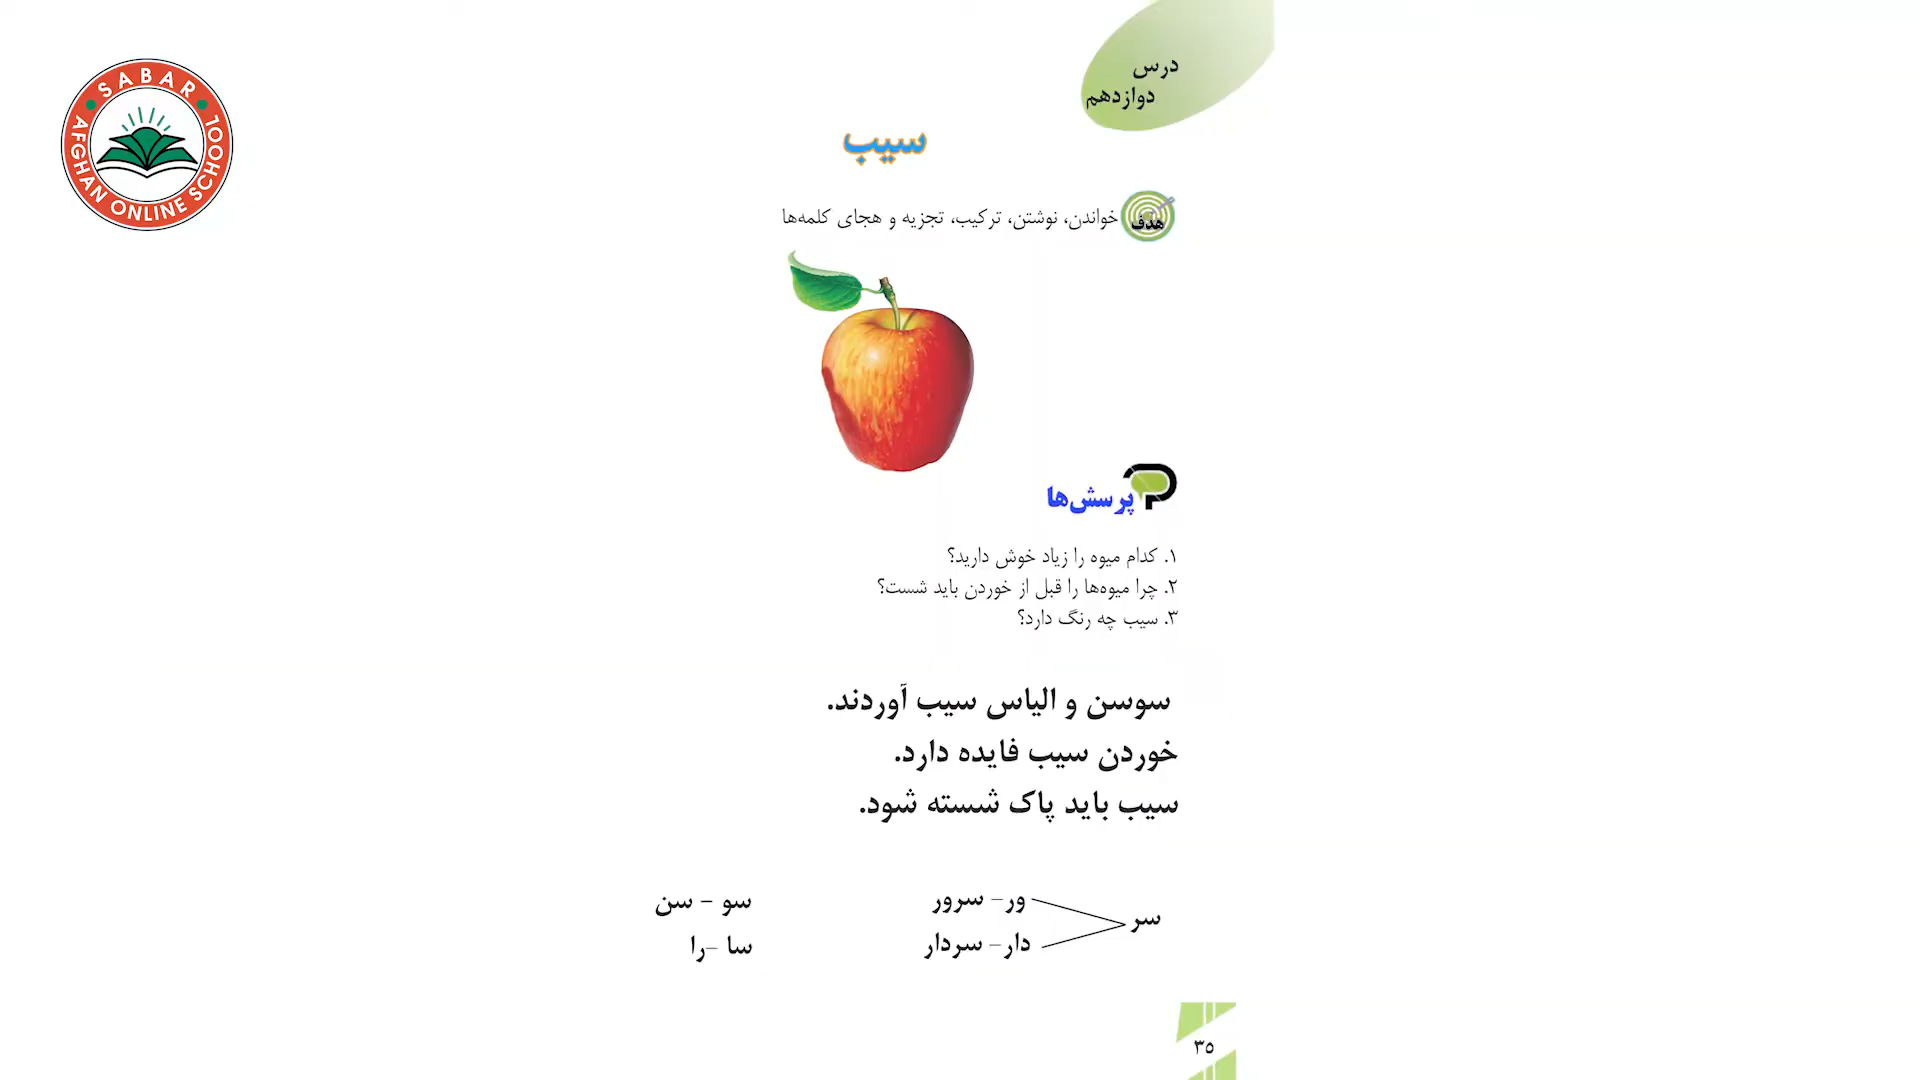 SABAR
AFGHAN ONLINE SCHOOL
درس
دوازدهم
سیب
هدف
خواندن، نوشتن، ترکیب، تجزیه و هجای کلمه‌ها
پرسش‌ها
۱. کدام میوه را زیاد خوش دارید؟
۲. چرا میوه‌ها را قبل از خوردن باید شست؟
۳. سیب چه رنگ دارد؟
سوسن و الیاس سیب آوردند.
خوردن سیب فایده دارد.
سیب باید پاک شسته شود.
سر
ور- سرور
دار- سردار
سو - سن
سا -را
۳۵